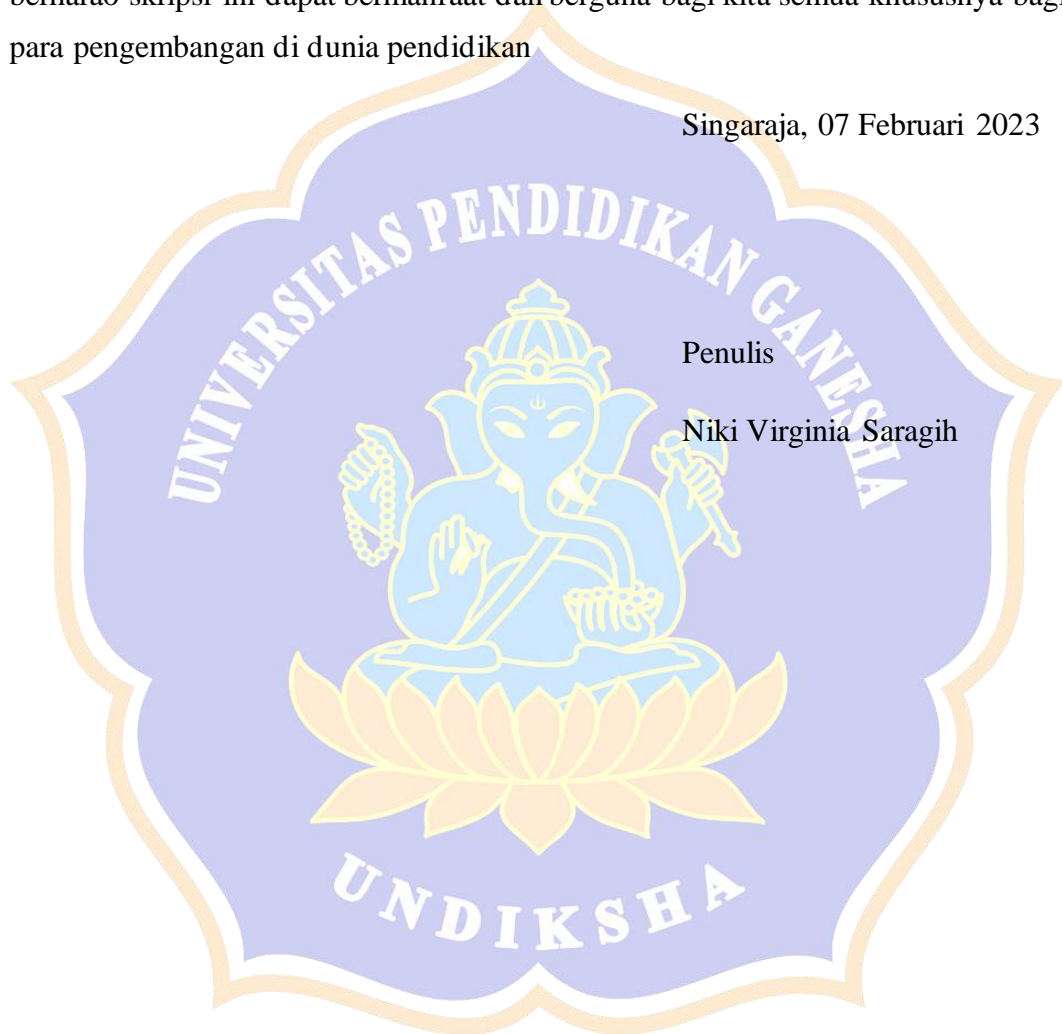 berharap skripsi ini dapat bermanfaat dan berguna bagi kita semua khususnya bagi
para pengembangan di dunia pendidikan
Singaraja, 07 Februari 2023
UNIVERSITAS PENDIDIKAN GANESHA
Penulis
Niki Virginia Saragih
UNDIKSHA